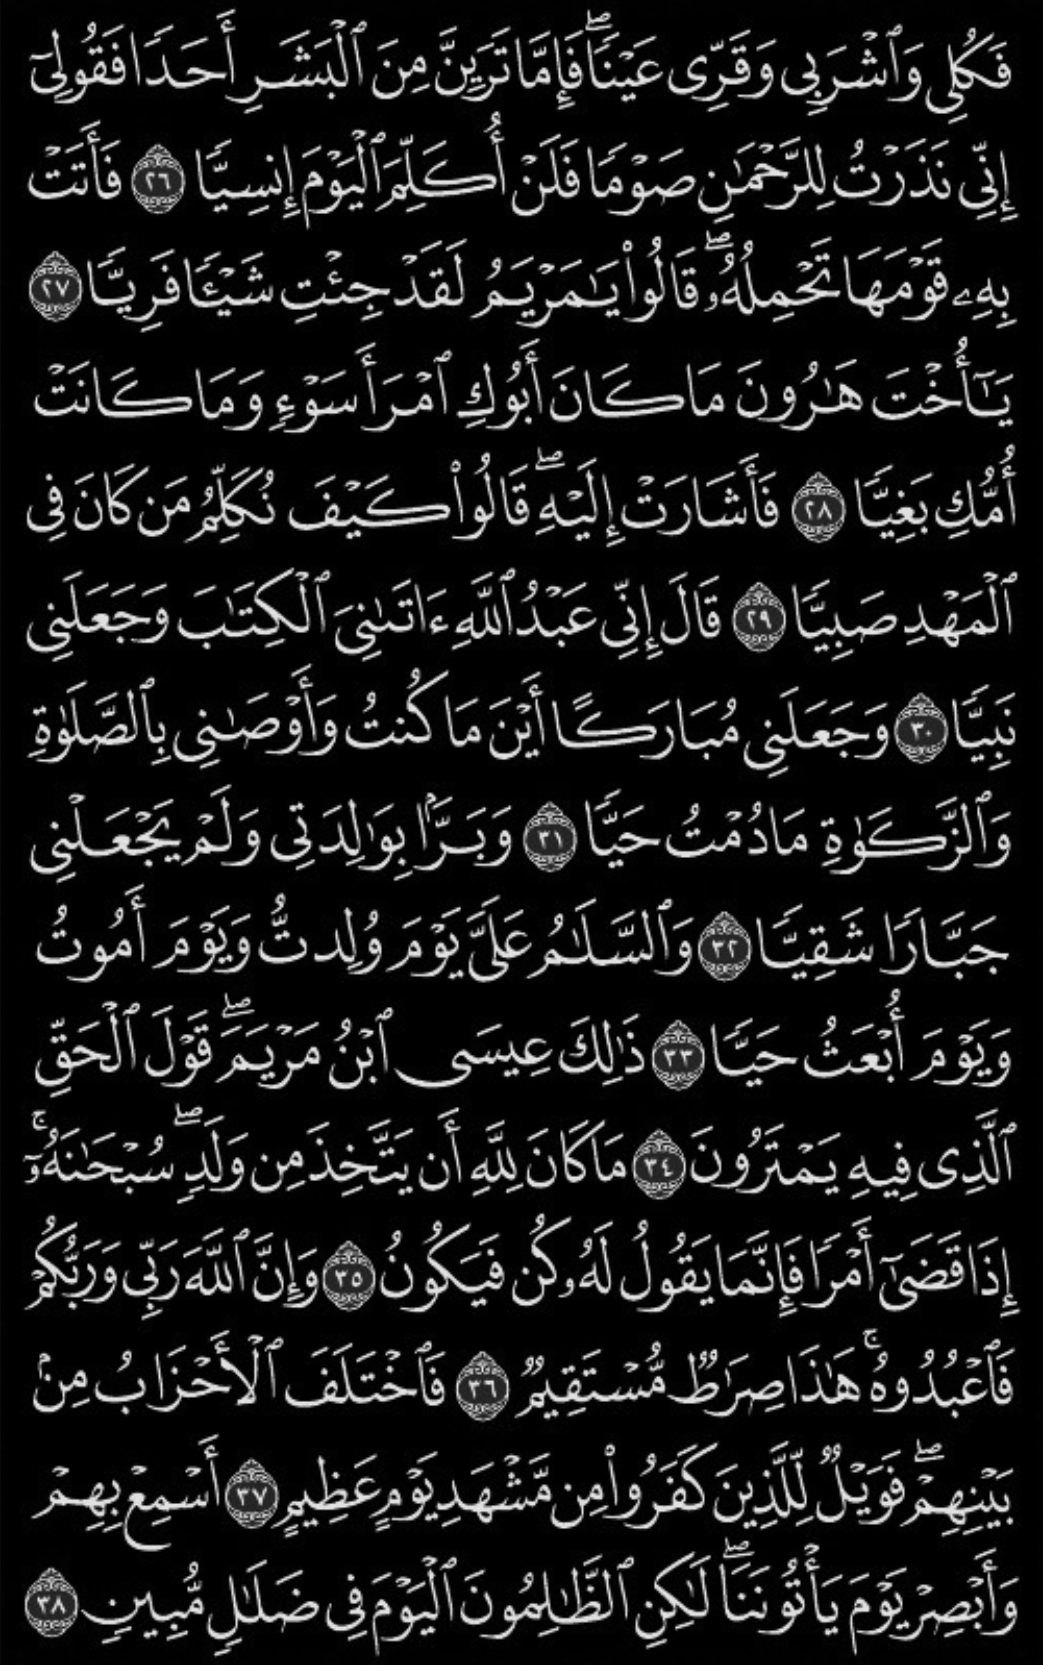 فَكُلِى وَٱشْرَبِى وَقَرِّى عَيْنًا ۖ فَإِمَّا تَرَيِنَّ مِنَ ٱلْبَشَرِ أَحَدًا فَقُولِىٓ
إِنِّى نَذَرْتُ لِلرَّحْمَـٰنِ صَوْمًا فَلَنْ أُكَلِّمَ ٱلْيَوْمَ إِنسِيًّا ٢٦ فَأَتَتْ
بِهِۦ قَوْمَهَا تَحْمِلُهُۥ ۖ قَالُوا۟ يَـٰمَرْيَمُ لَقَدْ جِئْتِ شَيْـًٔا فَرِيًّا ٢٧
يَـٰٓأُخْتَ هَـٰرُونَ مَا كَانَ أَبُوكِ ٱمْرَأَ سَوْءٍ وَمَا كَانَتْ
أُمُّكِ بَغِيًّا ٢٨ فَأَشَارَتْ إِلَيْهِ ۖ قَالُوا۟ كَيْفَ نُكَلِّمُ مَن كَانَ فِى
ٱلْمَهْدِ صَبِيًّا ٢٩ قَالَ إِنِّى عَبْدُ ٱللَّهِ ءَاتَىٰنِىَ ٱلْكِتَـٰبَ وَجَعَلَنِى
نَبِيًّا ٣٠ وَجَعَلَنِى مُبَارَكًا أَيْنَ مَا كُنتُ وَأَوْصَـٰنِى بِٱلصَّلَوٰةِ
وَٱلزَّكَوٰةِ مَا دُمْتُ حَيًّا ٣١ وَبَرًّۢا بِوَٰلِدَتِى وَلَمْ يَجْعَلْنِى
جَبَّارًا شَقِيًّا ٣٢ وَٱلسَّلَـٰمُ عَلَىَّ يَوْمَ وُلِدتُّ وَيَوْمَ أَمُوتُ
وَيَوْمَ أُبْعَثُ حَيًّا ٣٣ ذَٰلِكَ عِيسَى ٱبْنُ مَرْيَمَ ۖ قَوْلَ ٱلْحَقِّ
ٱلَّذِى فِيهِ يَمْتَرُونَ ٣٤ مَا كَانَ لِلَّهِ أَن يَتَّخِذَ مِن وَلَدٍ ۖ سُبْحَـٰنَهُۥٓ ۚ
إِذَا قَضَىٰٓ أَمْرًا فَإِنَّمَا يَقُولُ لَهُۥ كُن فَيَكُونُ ٣٥ وَإِنَّ ٱللَّهَ رَبِّى وَرَبُّكُمْ
فَٱعْبُدُوهُ ۚ هَـٰذَا صِرَٰطٌ مُّسْتَقِيمٌ ٣٦ فَٱخْتَلَفَ ٱلْأَحْزَابُ مِنۢ
بَيْنِهِمْ ۖ فَوَيْلٌ لِّلَّذِينَ كَفَرُوا۟ مِن مَّشْهَدِ يَوْمٍ عَظِيمٍ ٣٧ أَسْمِعْ بِهِمْ
وَأَبْصِرْ يَوْمَ يَأْتُونَنَا ۖ لَـٰكِنِ ٱلظَّـٰلِمُونَ ٱلْيَوْمَ فِى ضَلَـٰلٍ مُّبِينٍ ٣٨